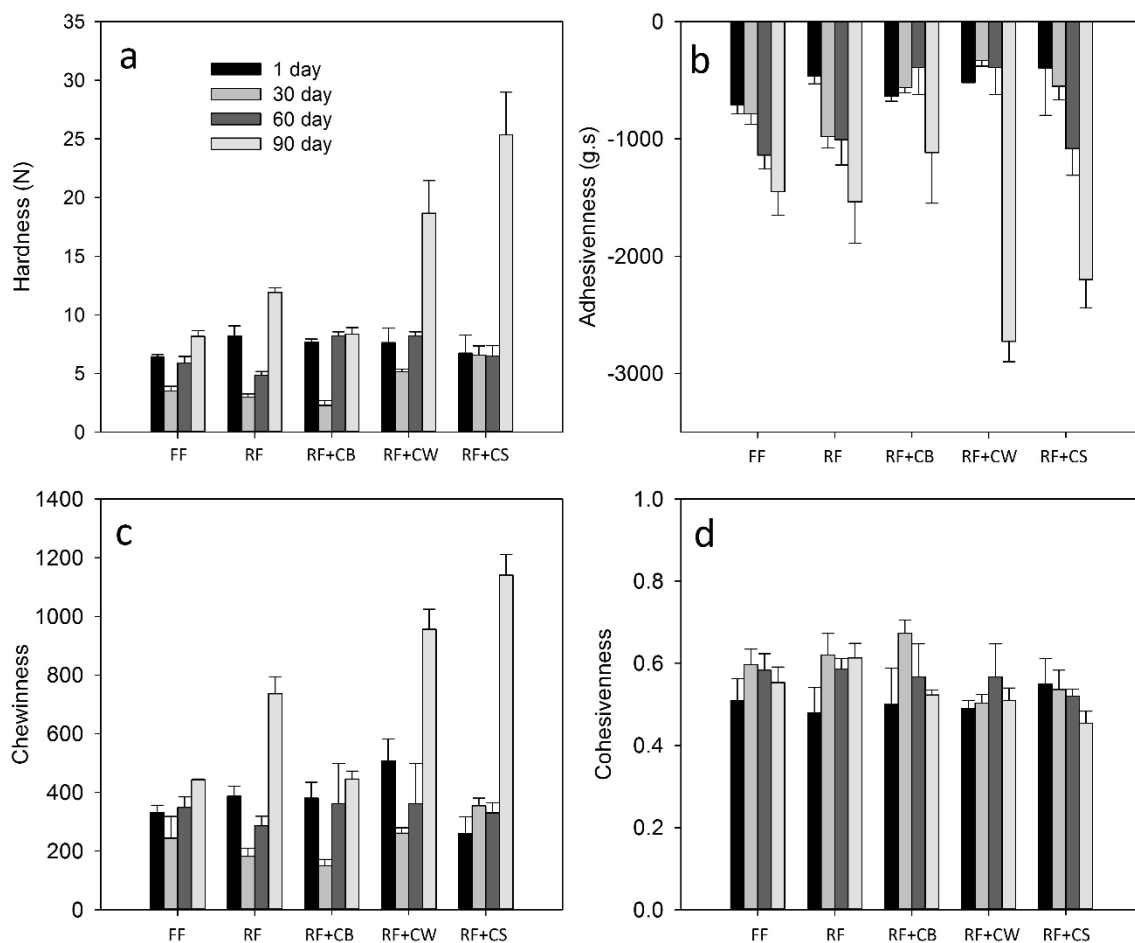 a
1 day
30 day
60 day
90 day
Hardness (N)
35
30
25
20
15
10
5
0
FF RF RF+CB RF+CW RF+CS
b
Adhesivenness (g.s)
0
-1000
-2000
-3000
FF RF RF+CB RF+CW RF+CS
c
Chewinness
1400
1200
1000
800
600
400
200
0
FF RF RF+CB RF+CW RF+CS
d
Cohesivenness
1.0
0.8
0.6
0.4
0.2
0.0
FF RF RF+CB RF+CW RF+CS